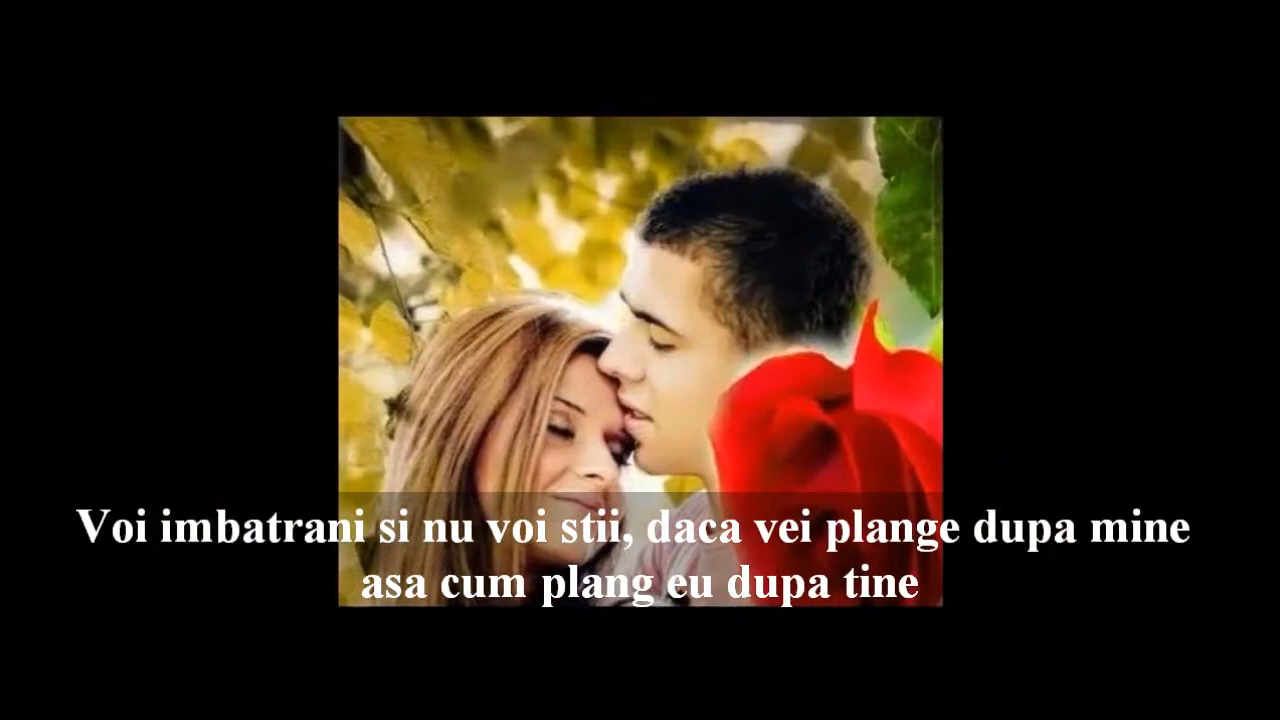 Voi imbatrani si nu voi stii, daca vei plange dupa mine
asa cum plang eu dupa tine